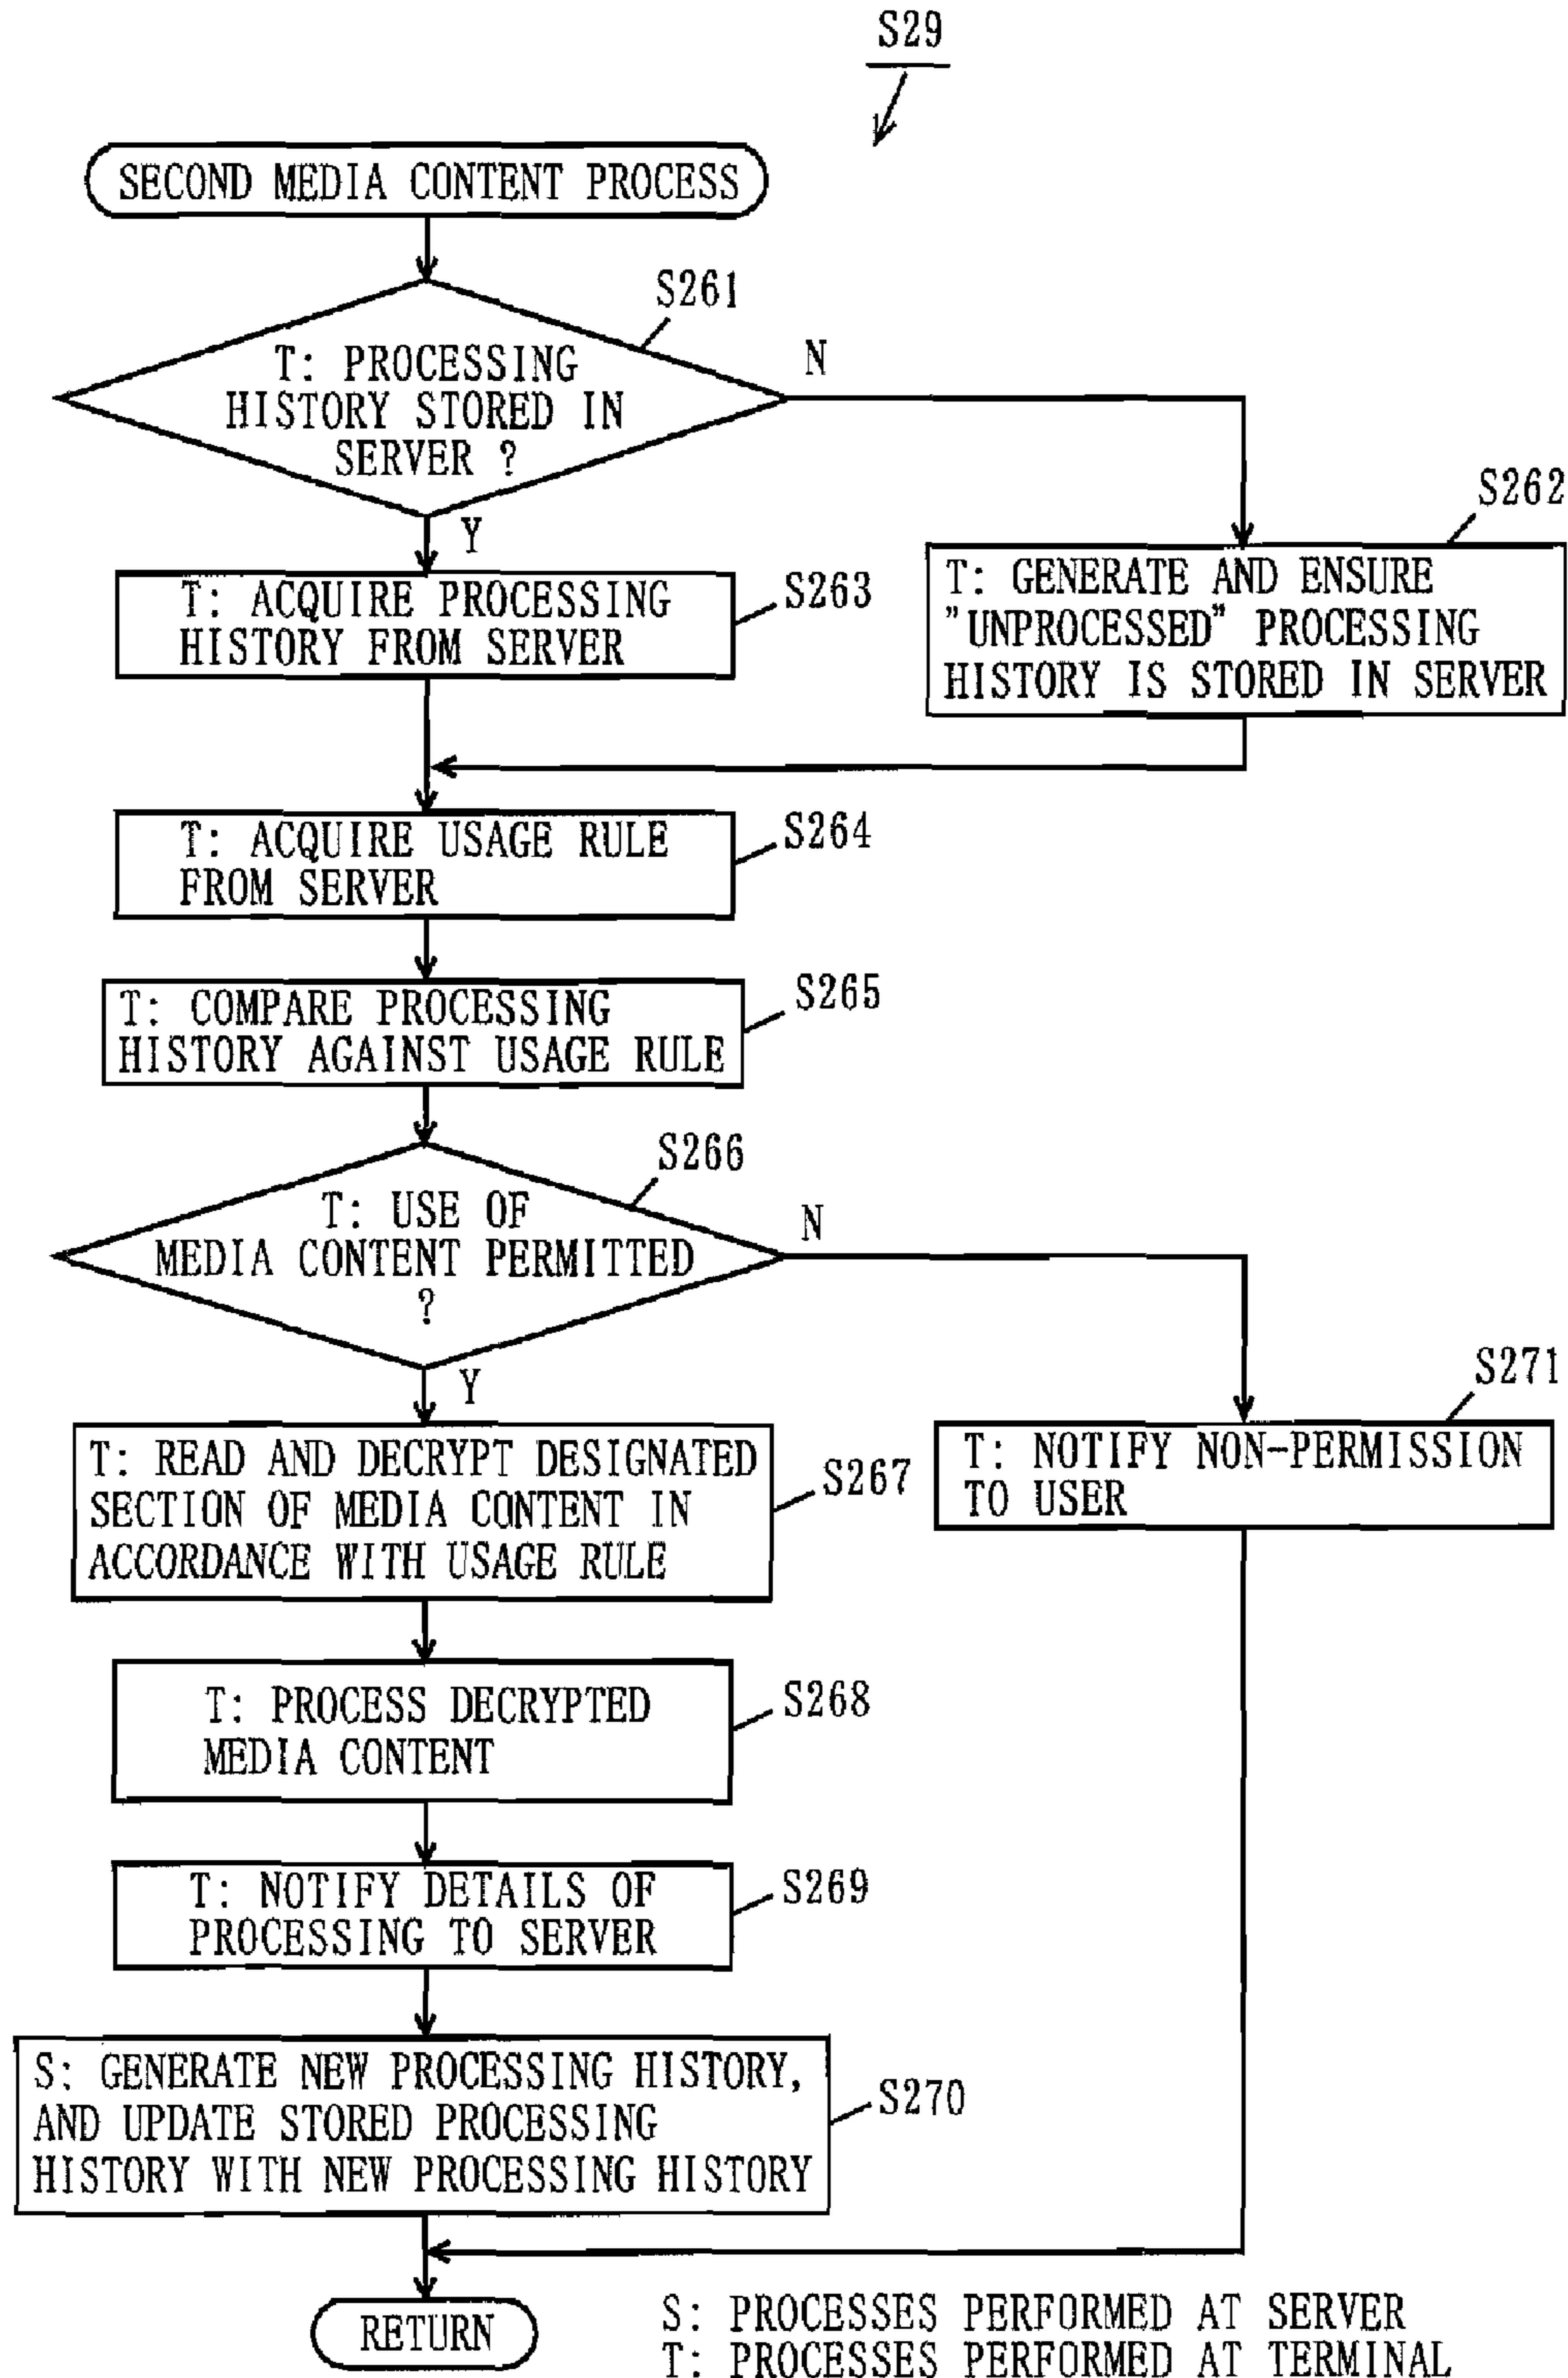 S29
SECOND MEDIA CONTENT PROCESS
S261
T: PROCESSING
HISTORY STORED IN
SERVER ?
N
Y
S262
T: GENERATE AND ENSURE
"UNPROCESSED" PROCESSING
HISTORY IS STORED IN SERVER
S263
T: ACQUIRE PROCESSING
HISTORY FROM SERVER
S264
T: ACQUIRE USAGE RULE
FROM SERVER
S265
T: COMPARE PROCESSING
HISTORY AGAINST USAGE RULE
S266
T: USE OF
MEDIA CONTENT PERMITTED
?
N
Y
S271
T: NOTIFY NON-PERMISSION
TO USER
S267
T: READ AND DECRYPT DESIGNATED
SECTION OF MEDIA CONTENT IN
ACCORDANCE WITH USAGE RULE
S268
T: PROCESS DECRYPTED
MEDIA CONTENT
S269
T: NOTIFY DETAILS OF
PROCESSING TO SERVER
S270
S: GENERATE NEW PROCESSING HISTORY,
AND UPDATE STORED PROCESSING
HISTORY WITH NEW PROCESSING HISTORY
RETURN
S: PROCESSES PERFORMED AT SERVER
T: PROCESSES PERFORMED AT TERMINAL